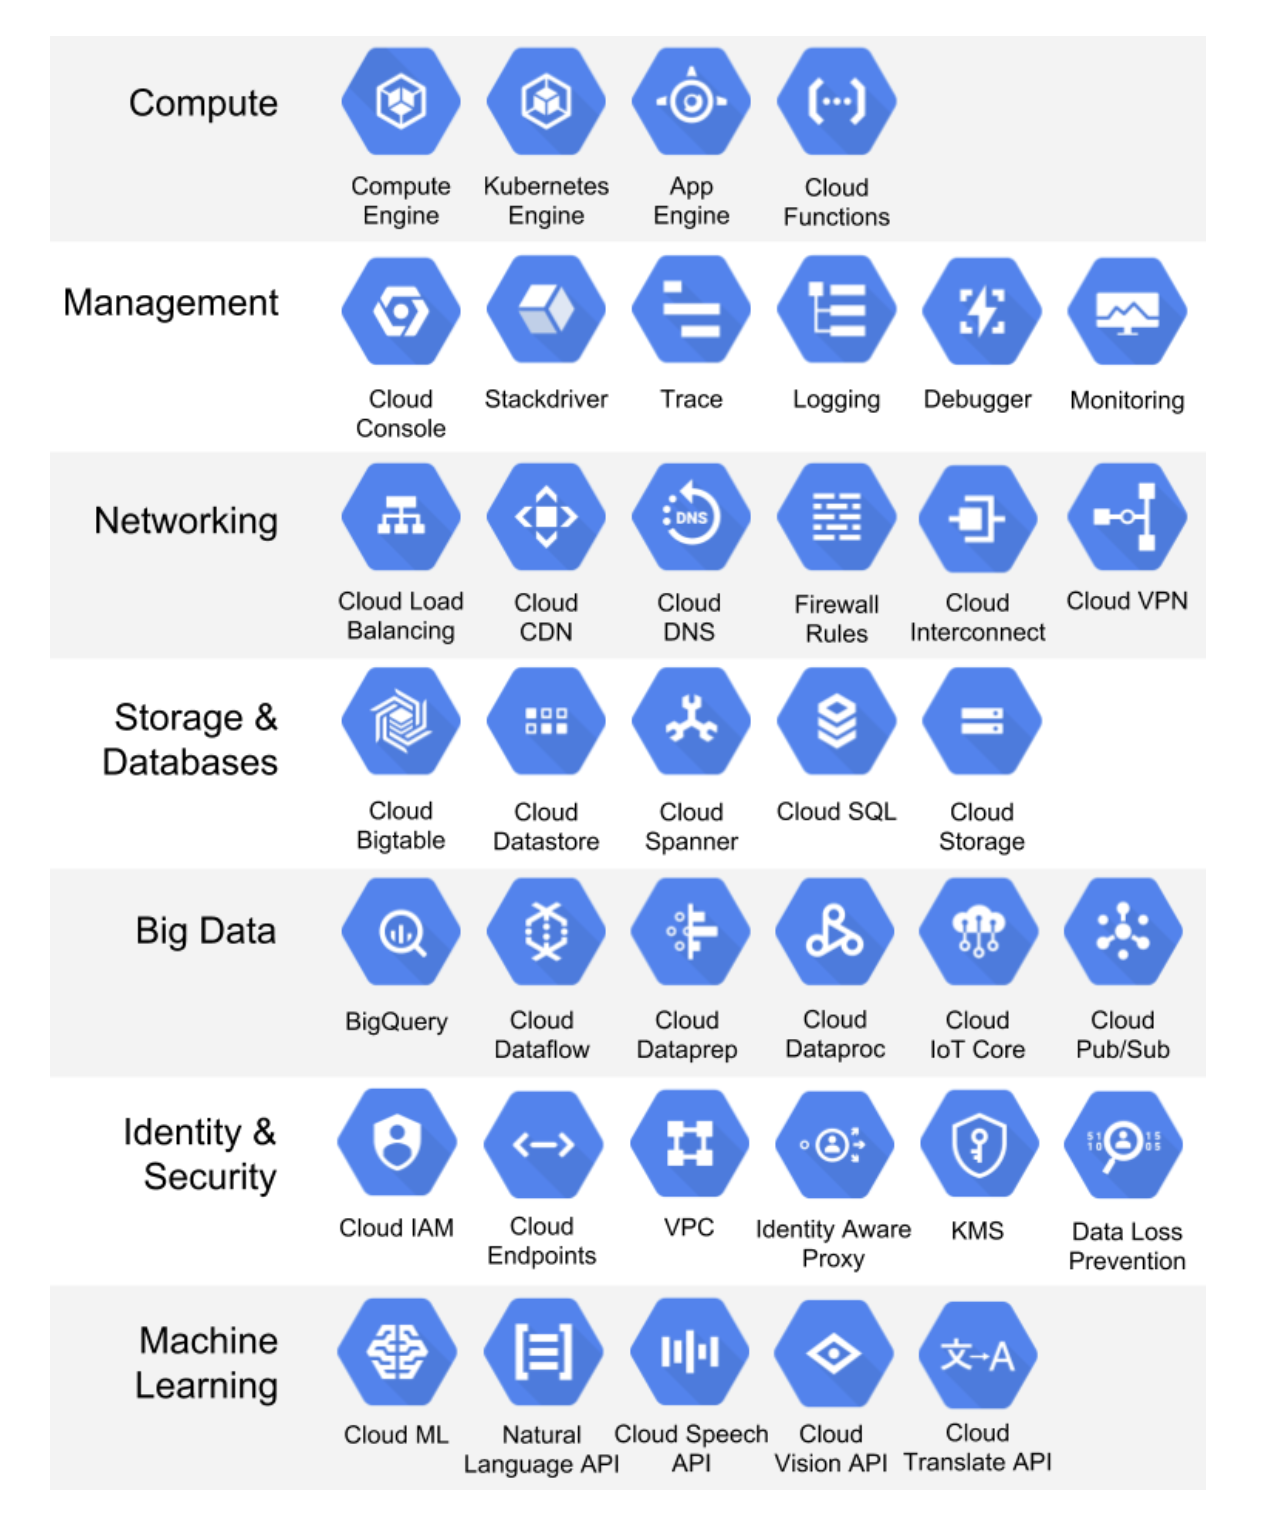 Compute
Compute
Engine
Kubernetes
Engine
App
Engine
Cloud
Functions
Management
Cloud
Console
Stackdriver
Trace
Logging
Debugger
Monitoring
Networking
Cloud Load
Balancing
Cloud
CDN
DNS
Cloud
DNS
Firewall
Rules
Cloud
Interconnect
Cloud VPN
Storage &
Databases
Cloud
Bigtable
Cloud
Datastore
Cloud
Spanner
Cloud SQL
Cloud
Storage
Big Data
BigQuery
Cloud
Dataflow
Cloud
Dataprep
Cloud
Dataproc
Cloud
IoT Core
Cloud
Pub/Sub
Identity &
Security
Cloud IAM
Cloud
Endpoints
VPC
Identity Aware
Proxy
KMS
51 15
10 05
Data Loss
Prevention
Machine
Learning
Cloud ML
Natural
Language API
Cloud Speech
API
Cloud
Vision API
文→A
Cloud
Translate API